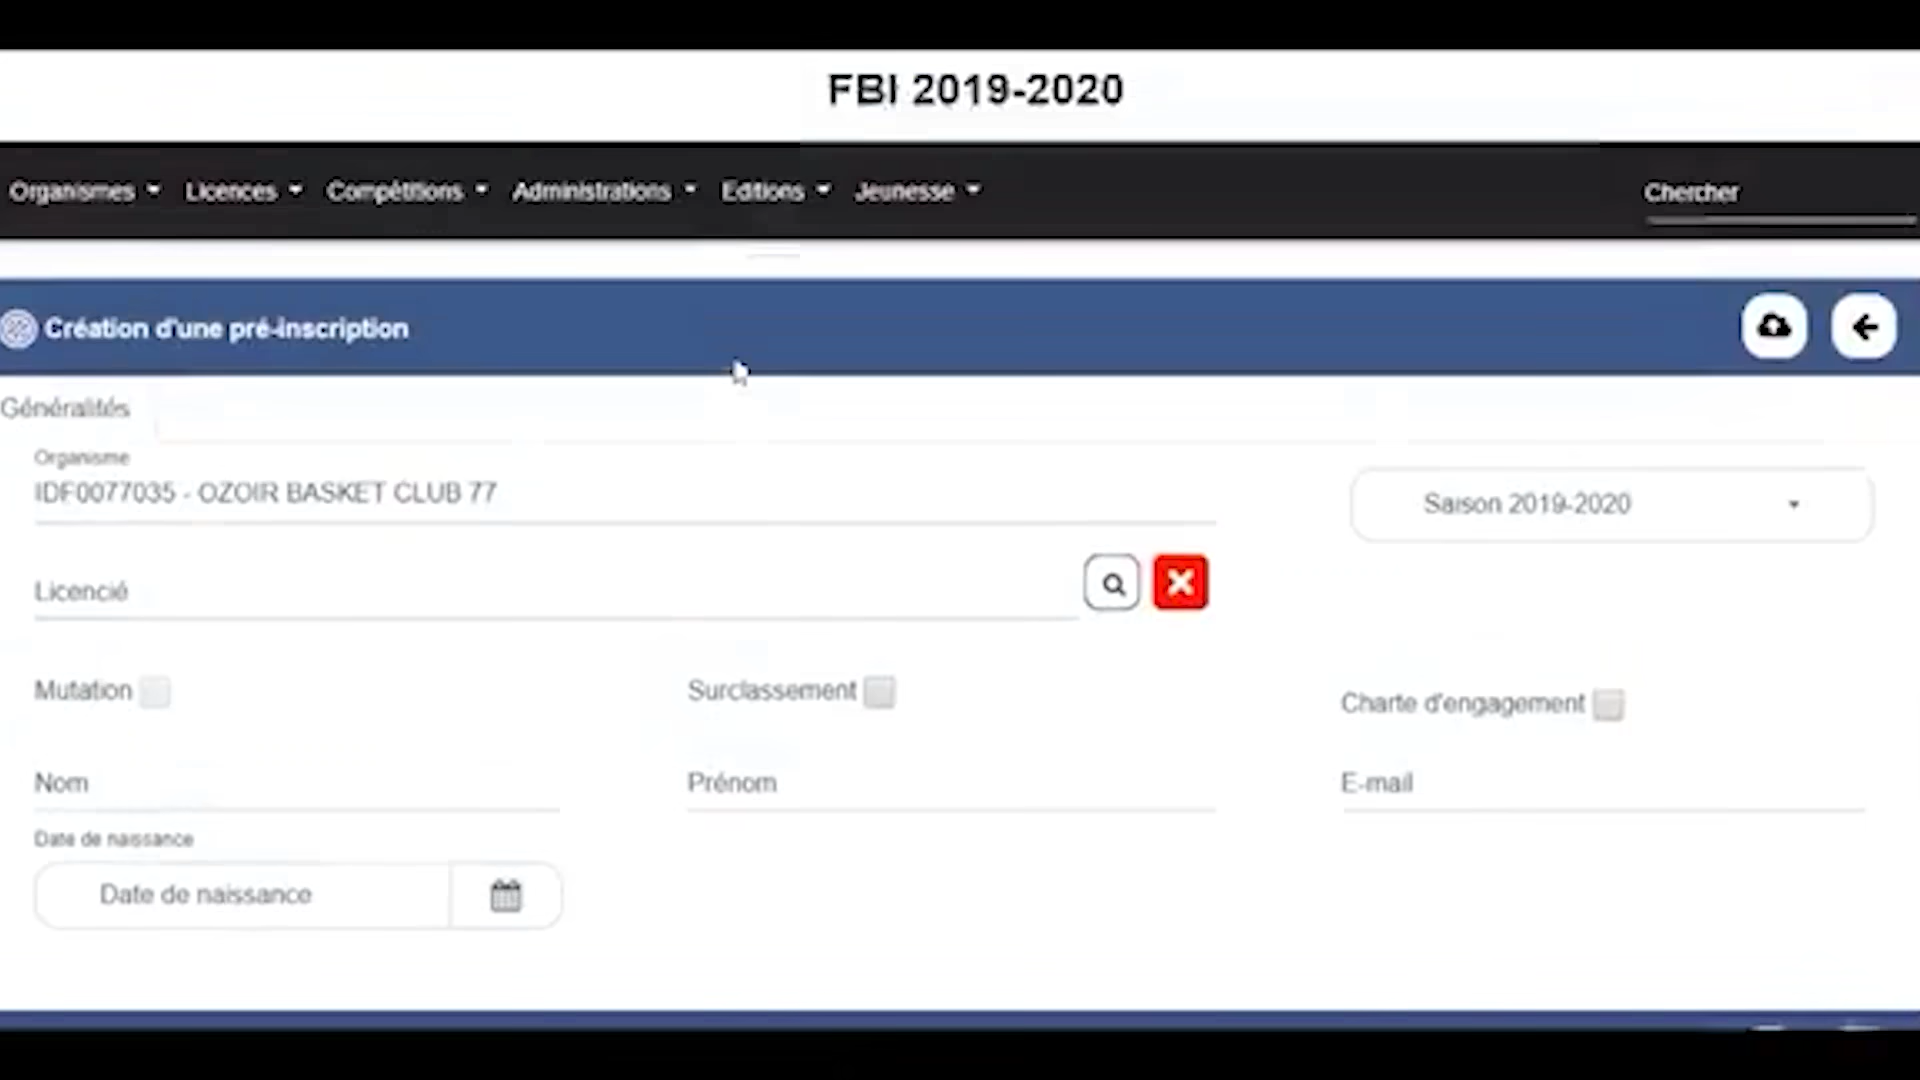 FBI 2019-2020
Organismes Licences Compétitions Administrations Editions Jeunesse Chercher
Création d'une pré-inscription
Généralités
Organisme
IDF0077035 - OZOIR BASKET CLUB 77
Saison 2019-2020
Licencié
Mutation Surclassement Charte d'engagement
Nom Prénom E-mail
Date de naissance
Date de naissance